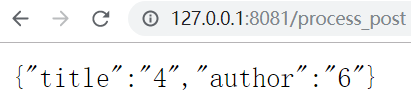 127.0.0.1:8081/process_post
{"title":"4","author":"6"}